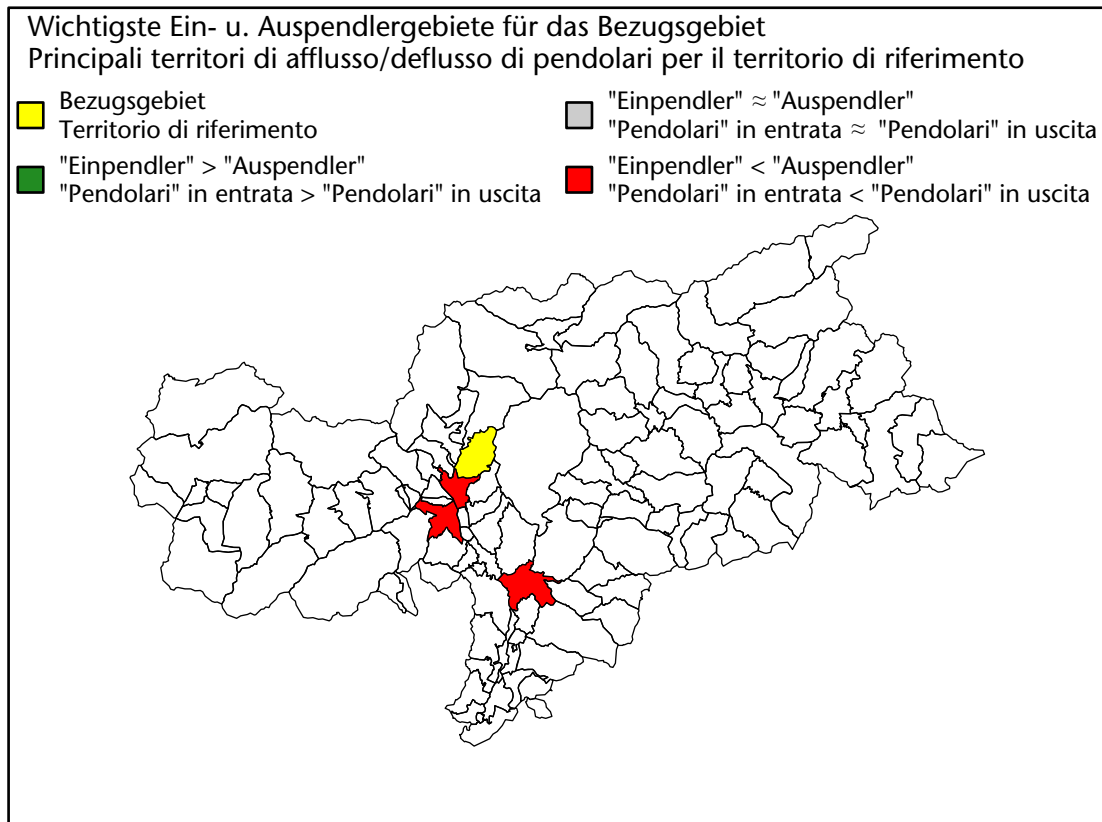 Wichtigste Ein- u. Auspendlergebiete für das Bezugsgebiet
Principali territori di afflusso/deflusso di pendolari per il territorio di riferimento
Bezugsgebiet
Territorio di riferimento
"Einpendler" > "Auspendler"
"Pendolari" in entrata > "Pendolari" in uscita
"Einpendler" ≈ "Auspendler"
"Pendolari" in entrata ≈ "Pendolari" in uscita
"Einpendler" < "Auspendler"
"Pendolari" in entrata < "Pendolari" in uscita